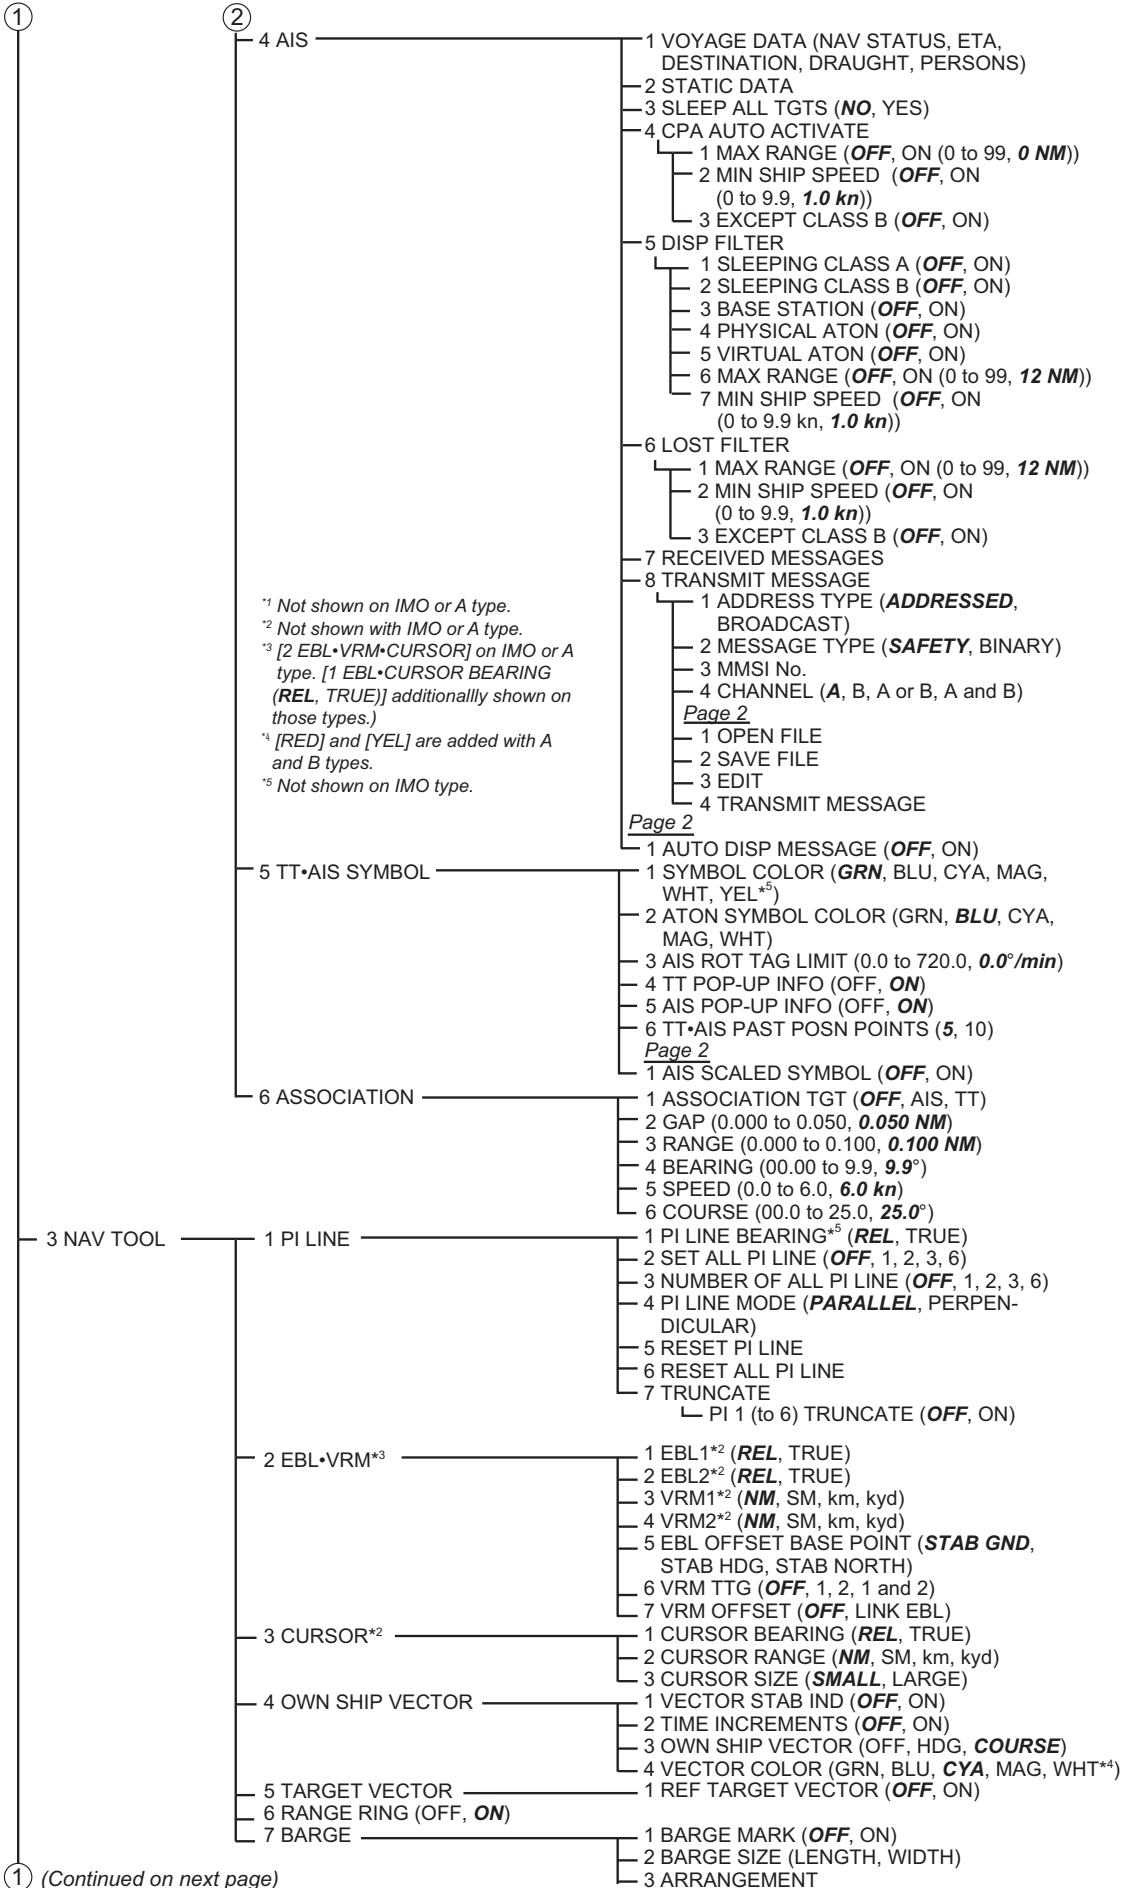 1
2
4 AIS
1 VOYAGE DATA (NAV STATUS, ETA,
DESTINATION, DRAUGHT, PERSONS)
2 STATIC DATA
3 SLEEP ALL TGTS (NO, YES)
4 CPA AUTO ACTIVATE
1 MAX RANGE (OFF, ON (0 to 99, 0 NM))
2 MIN SHIP SPEED (OFF, ON
(0 to 9.9, 1.0 kn))
3 EXCEPT CLASS B (OFF, ON)
5 DISP FILTER
1 SLEEPING CLASS A (OFF, ON)
2 SLEEPING CLASS B (OFF, ON)
3 BASE STATION (OFF, ON)
4 PHYSICAL ATON (OFF, ON)
5 VIRTUAL ATON (OFF, ON)
6 MAX RANGE (OFF, ON (0 to 99, 12 NM))
7 MIN SHIP SPEED (OFF, ON
(0 to 9.9 kn, 1.0 kn))
6 LOST FILTER
1 MAX RANGE (OFF, ON (0 to 99, 12 NM))
2 MIN SHIP SPEED (OFF, ON
(0 to 9.9, 1.0 kn))
3 EXCEPT CLASS B (OFF, ON)
7 RECEIVED MESSAGES
8 TRANSMIT MESSAGE
1 ADDRESS TYPE (ADDRESSED,
BROADCAST)
2 MESSAGE TYPE (SAFETY, BINARY)
3 MMSI No.
4 CHANNEL (A, B, A or B, A and B)
Page 2
1 OPEN FILE
2 SAVE FILE
3 EDIT
4 TRANSMIT MESSAGE
Page 2
1 AUTO DISP MESSAGE (OFF, ON)
*1 Not shown on IMO or A type.
*2 Not shown with IMO or A type.
*3 [2 EBL•VRM•CURSOR] on IMO or A
type. [1 EBL•CURSOR BEARING
(REL, TRUE)] additionallly shown on
those types.)
*4 [RED] and [YEL] are added with A
and B types.
*5 Not shown on IMO type.
5 TT•AIS SYMBOL
1 SYMBOL COLOR (GRN, BLU, CYA, MAG,
WHT, YEL*5)
2 ATON SYMBOL COLOR (GRN, BLU, CYA,
MAG, WHT)
3 AIS ROT TAG LIMIT (0.0 to 720.0, 0.0°/min)
4 TT POP-UP INFO (OFF, ON)
5 AIS POP-UP INFO (OFF, ON)
6 TT•AIS PAST POSN POINTS (5, 10)
Page 2
1 AIS SCALED SYMBOL (OFF, ON)
6 ASSOCIATION
1 ASSOCIATION TGT (OFF, AIS, TT)
2 GAP (0.000 to 0.050, 0.050 NM)
3 RANGE (0.000 to 0.100, 0.100 NM)
4 BEARING (00.00 to 9.9, 9.9°)
5 SPEED (0.0 to 6.0, 6.0 kn)
6 COURSE (00.0 to 25.0, 25.0°)
3 NAV TOOL
1 PI LINE
1 PI LINE BEARING*5 (REL, TRUE)
2 SET ALL PI LINE (OFF, 1, 2, 3, 6)
3 NUMBER OF ALL PI LINE (OFF, 1, 2, 3, 6)
4 PI LINE MODE (PARALLEL, PERPEN-
DICULAR)
5 RESET PI LINE
6 RESET ALL PI LINE
7 TRUNCATE
PI 1 (to 6) TRUNCATE (OFF, ON)
2 EBL•VRM*3
1 EBL1*2 (REL, TRUE)
2 EBL2*2 (REL, TRUE)
3 VRM1*2 (NM, SM, km, kyd)
4 VRM2*2 (NM, SM, km, kyd)
5 EBL OFFSET BASE POINT (STAB GND,
STAB HDG, STAB NORTH)
6 VRM TTG (OFF, 1, 2, 1 and 2)
7 VRM OFFSET (OFF, LINK EBL)
3 CURSOR*2
1 CURSOR BEARING (REL, TRUE)
2 CURSOR RANGE (NM, SM, km, kyd)
3 CURSOR SIZE (SMALL, LARGE)
4 OWN SHIP VECTOR
1 VECTOR STAB IND (OFF, ON)
2 TIME INCREMENTS (OFF, ON)
3 OWN SHIP VECTOR (OFF, HDG, COURSE)
4 VECTOR COLOR (GRN, BLU, CYA, MAG, WHT*4)
5 TARGET VECTOR
1 REF TARGET VECTOR (OFF, ON)
6 RANGE RING (OFF, ON)
7 BARGE
1 BARGE MARK (OFF, ON)
2 BARGE SIZE (LENGTH, WIDTH)
3 ARRANGEMENT
1 (Continued on next page)